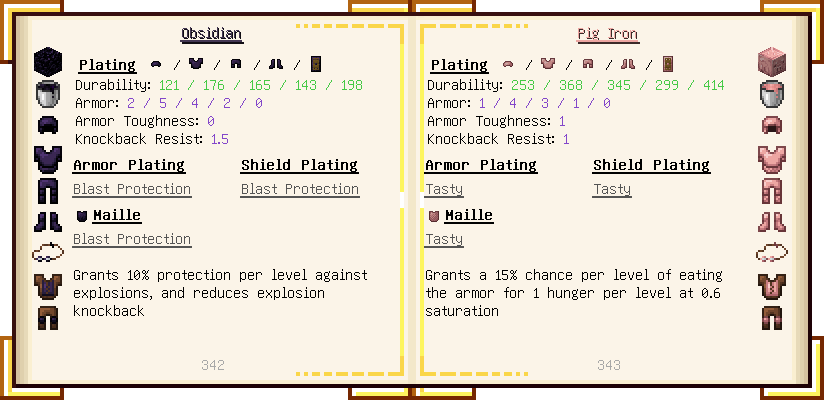 Obsidian
Plating / / / /
Durability: 121 / 176 / 165 / 143 / 198
Armor: 2 / 5 / 4 / 2 / 0
Armor Toughness: 0
Knockback Resist: 1.5
Armor Plating Shield Plating
Blast Protection Blast Protection
Maille
Blast Protection
Grants 10% protection per level against
explosions, and reduces explosion
knockback
342
Pig Iron
Plating / / / /
Durability: 253 / 368 / 345 / 299 / 414
Armor: 1 / 4 / 3 / 1 / 0
Armor Toughness: 1
Knockback Resist: 1
Armor Plating Shield Plating
Tasty Tasty
Maille
Tasty
Grants a 15% chance per level of eating
the armor for 1 hunger per level at 0.6
saturation
343